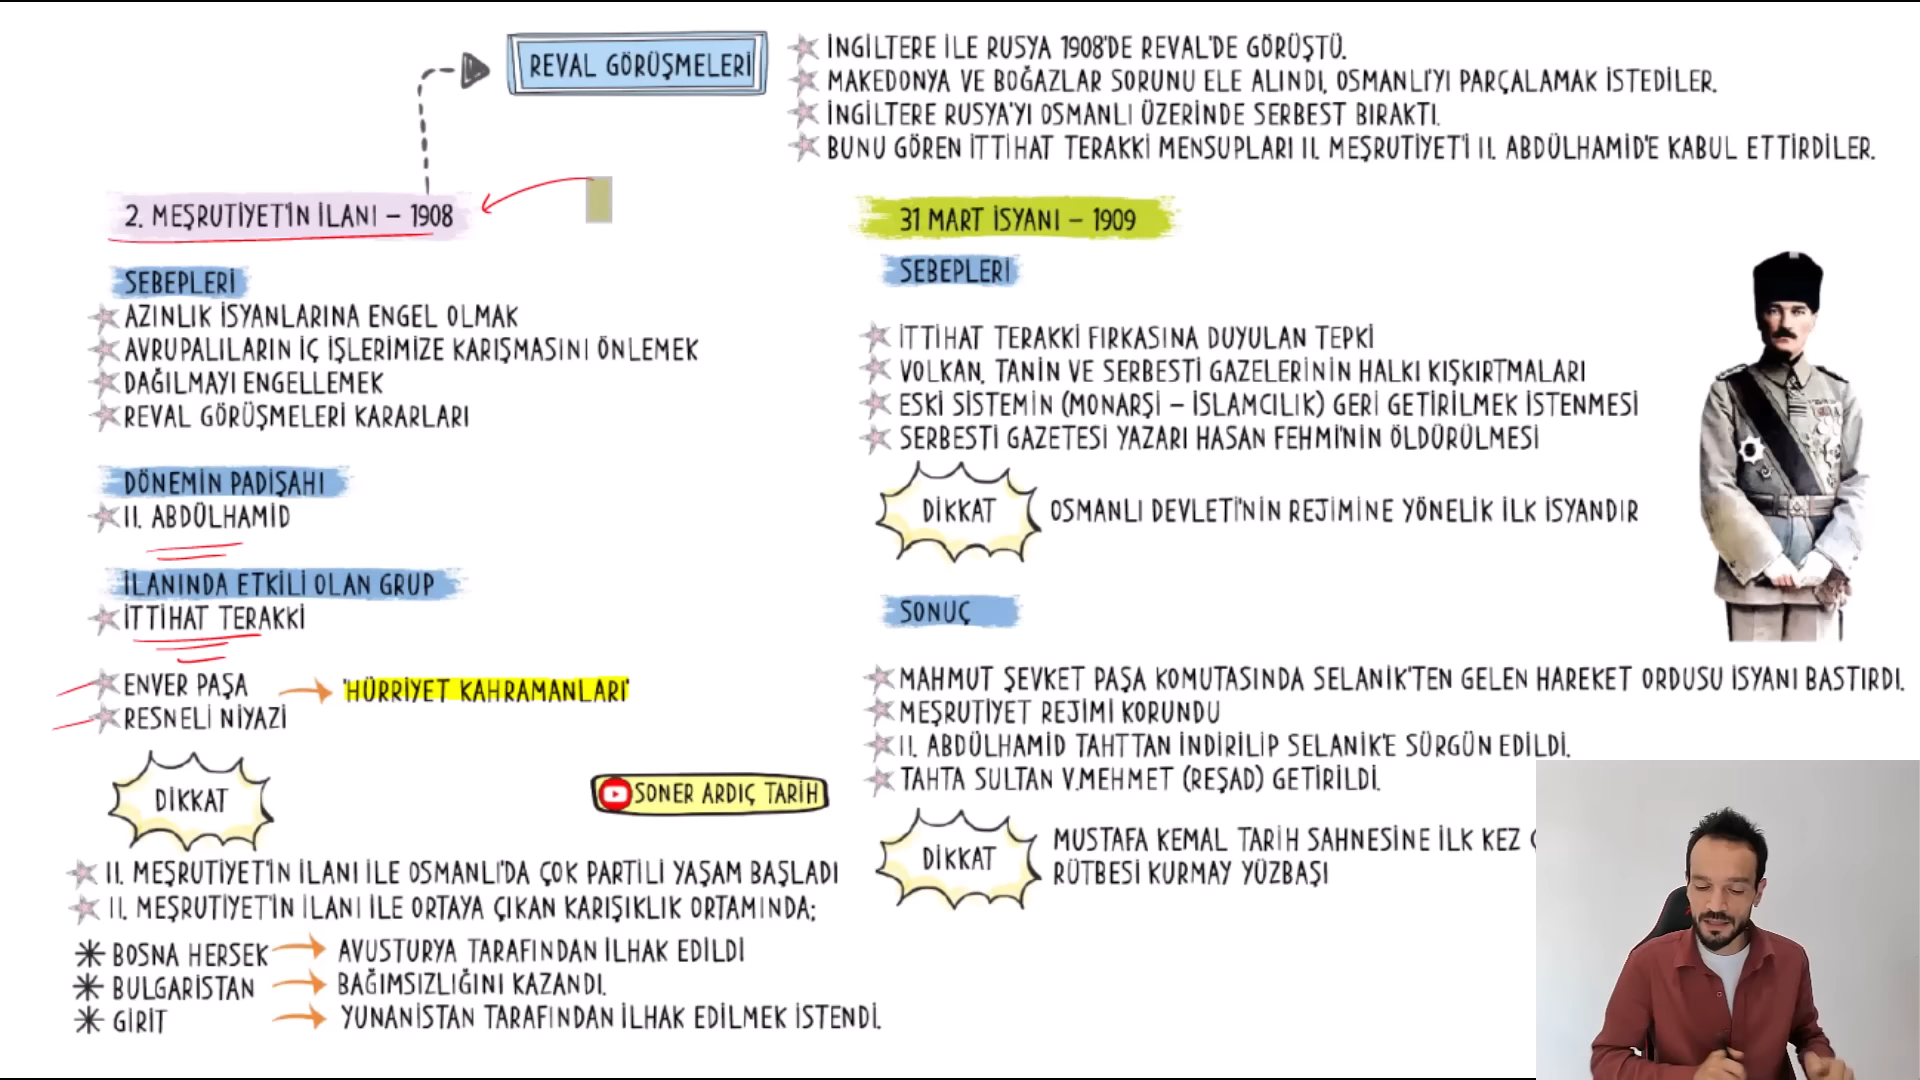 REVAL GÖRÜŞMELERİ
İNGİLTERE İLE RUSYA 1908'DE REVAL'DE GÖRÜŞTÜ.
MAKEDONYA VE BOĞAZLAR SORUNU ELE ALINDI, OSMANLI'YI PARÇALAMAK İSTEDİLER.
İNGİLTERE RUSYA'YI OSMANLI ÜZERİNDE SERBEST BIRAKTI.
BUNU GÖREN İTTİHAT TERAKKİ MENSUPLARI II. MEŞRUTİYET'İ II. ABDÜLHAMİD'E KABUL ETTİRDİLER.
2. MEŞRUTİYET'İN İLANI – 1908
SEBEPLERİ
AZINLIK İSYANLARINA ENGEL OLMAK
AVRUPALILARIN İÇ İŞLERİMİZE KARIŞMASINI ÖNLEMEK
DAĞILMAYI ENGELLEMEK
REVAL GÖRÜŞMELERİ KARARLARI
DÖNEMİN PADİŞAHI
II. ABDÜLHAMİD
İLANINDA ETKİLİ OLAN GRUP
İTTİHAT TERAKKİ
ENVER PAŞA
RESNELİ NİYAZİ
'HÜRRİYET KAHRAMANLARI'
DİKKAT
SONER ARDIÇ TARİH
II. MEŞRUTİYET'İN İLANI İLE OSMANLI'DA ÇOK PARTİLİ YAŞAM BAŞLADI
II. MEŞRUTİYET'İN İLANI İLE ORTAYA ÇIKAN KARIŞIKLIK ORTAMINDA;
BOSNA HERSEK AVUSTURYA TARAFINDAN İLHAK EDİLDİ
BULGARİSTAN BAĞIMSIZLIĞINI KAZANDI.
GİRİT YUNANİSTAN TARAFINDAN İLHAK EDİLMEK İSTENDİ.
31 MART İSYANI – 1909
SEBEPLERİ
İTTİHAT TERAKKİ FIRKASINA DUYULAN TEPKİ
VOLKAN, TANİN VE SERBESTİ GAZELERİNİN HALKI KIŞKIRTMALARI
ESKİ SİSTEMİN (MONARŞİ – İSLAMCILIK) GERİ GETİRİLMEK İSTENMESİ
SERBESTİ GAZETESİ YAZARI HASAN FEHMİ'NİN ÖLDÜRÜLMESİ
DİKKAT
OSMANLI DEVLETİ'NİN REJİMİNE YÖNELİK İLK İSYANDIR
SONUÇ
MAHMUT ŞEVKET PAŞA KOMUTASINDA SELANİK'TEN GELEN HAREKET ORDUSU İSYANI BASTIRDI.
MEŞRUTİYET REJİMİ KORUNDU
II. ABDÜLHAMİD TAHTTAN İNDİRİLİP SELANİK'E SÜRGÜN EDİLDİ.
TAHTA SULTAN V.MEHMET (REŞAD) GETİRİLDİ.
DİKKAT
MUSTAFA KEMAL TARİH SAHNESİNE İLK KEZ
RÜTBESİ KURMAY YÜZBAŞI